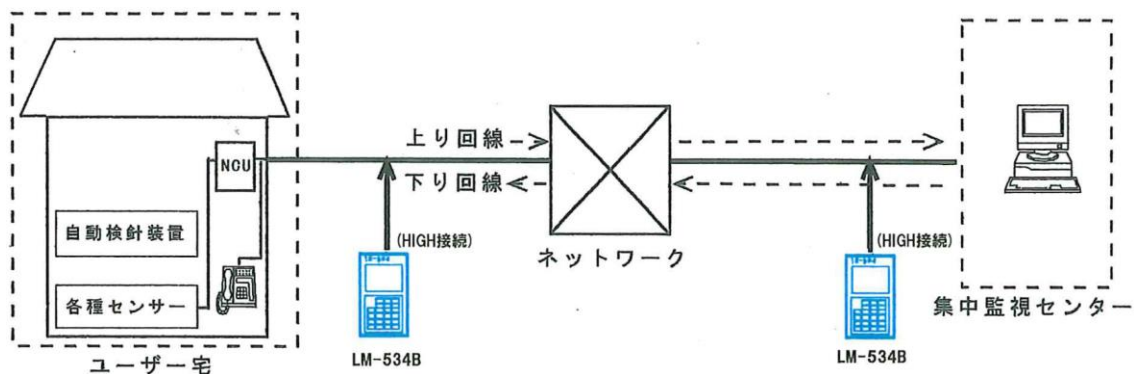 NCU
自動検針装置
各種センサー
ユーザー宅
上り回線
下り回線
(HIGH接続)
LM-534B
ネットワーク
(HIGH接続)
LM-534B
集中監視センター